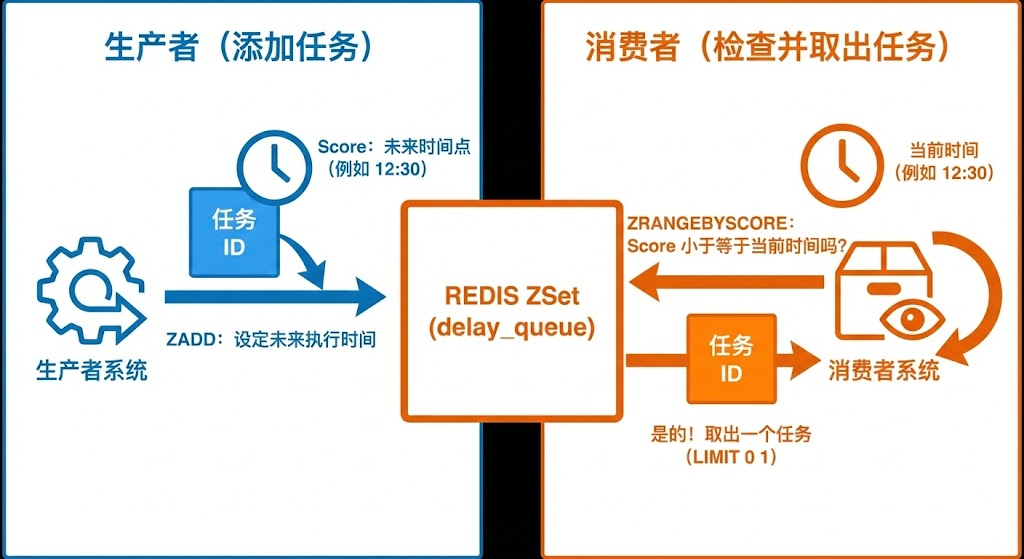 生产者（添加任务）
Score：未来时间点
（例如 12:30）
任务
ID
ZADD：设定未来执行时间
生产者系统
REDIS ZSet
(delay_queue)
消费者（检查并取出任务）
当前时间
（例如 12:30）
ZRANGEBYSCORE：
Score 小于等于当前时间吗?
任务
ID
消费者系统
是的！取出一个任务
（LIMIT 0 1）